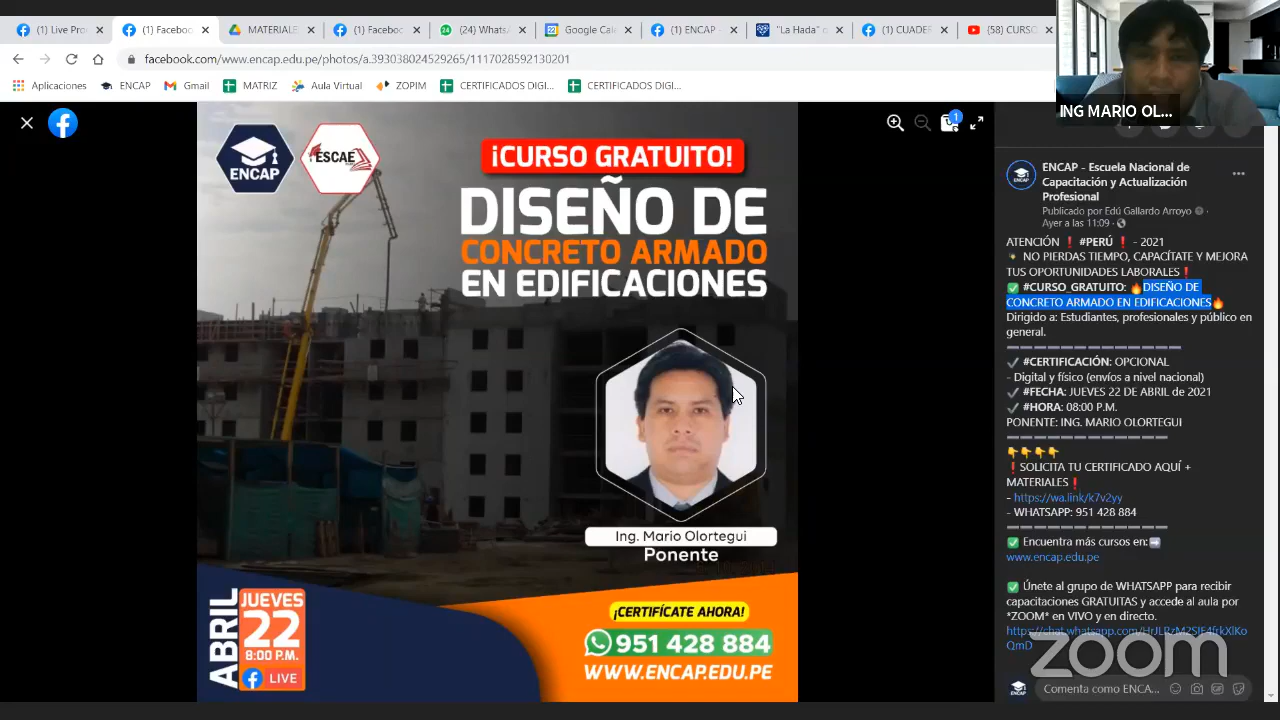 (1) Live Pro
(1) Facebo
MATERIALE
(1) Facebo
(24) Whats
Google Cal
(1) ENCAP -
"La Hada" d
(1) CUADE
(58) CURSO
facebook.com/www.encap.edu.pe/photos/a.393038024529265/1117028592130201
Aplicaciones
ENCAP
Gmail
MATRIZ
Aula Virtual
ZOPIM
CERTIFICADOS DIGI...
CERTIFICADOS DIGI...
ING MARIO OL...
ENCAP
ESCAE
¡CURSO GRATUITO!
DISEÑO DE
CONCRETO ARMADO
EN EDIFICACIONES
Ing. Mario Olortegui
Ponente
ABRIL
JUEVES
22
8:00 P.M.
LIVE
¡CERTIFÍCATE AHORA!
951 428 884
WWW.ENCAP.EDU.PE
1
ENCAP - Escuela Nacional de
Capacitación y Actualización
Profesional
Publicado por Edú Gallardo Arroyo
Ayer a las 11:09 ·
ATENCIÓN ❗ #PERÚ ❗ - 2021
NO PIERDAS TIEMPO, CAPACÍTATE Y MEJORA
TUS OPORTUNIDADES LABORALES❗
✅ #CURSO_GRATUITO: 🔥DISEÑO DE
CONCRETO ARMADO EN EDIFICACIONES🔥
Dirigido a: Estudiantes, profesionales y público en
general.
✔ #CERTIFICACIÓN: OPCIONAL
- Digital y físico (envíos a nivel nacional)
✔ #FECHA: JUEVES 22 DE ABRIL de 2021
✔ #HORA: 08:00 P.M.
PONENTE: ING. MARIO OLORTEGUI
👇👇👇👇
❗SOLICITA TU CERTIFICADO AQUÍ +
MATERIALES❗
- https://wa.link/k7v2yy
- WHATSAPP: 951 428 884
✅ Encuentra más cursos en:➡
www.encap.edu.pe
✅ Únete al grupo de WHATSAPP para recibir
capacitaciones GRATUITAS y accede al aula por
*ZOOM* en VIVO y en directo.
QmD
zoom
Comenta como ENCA...